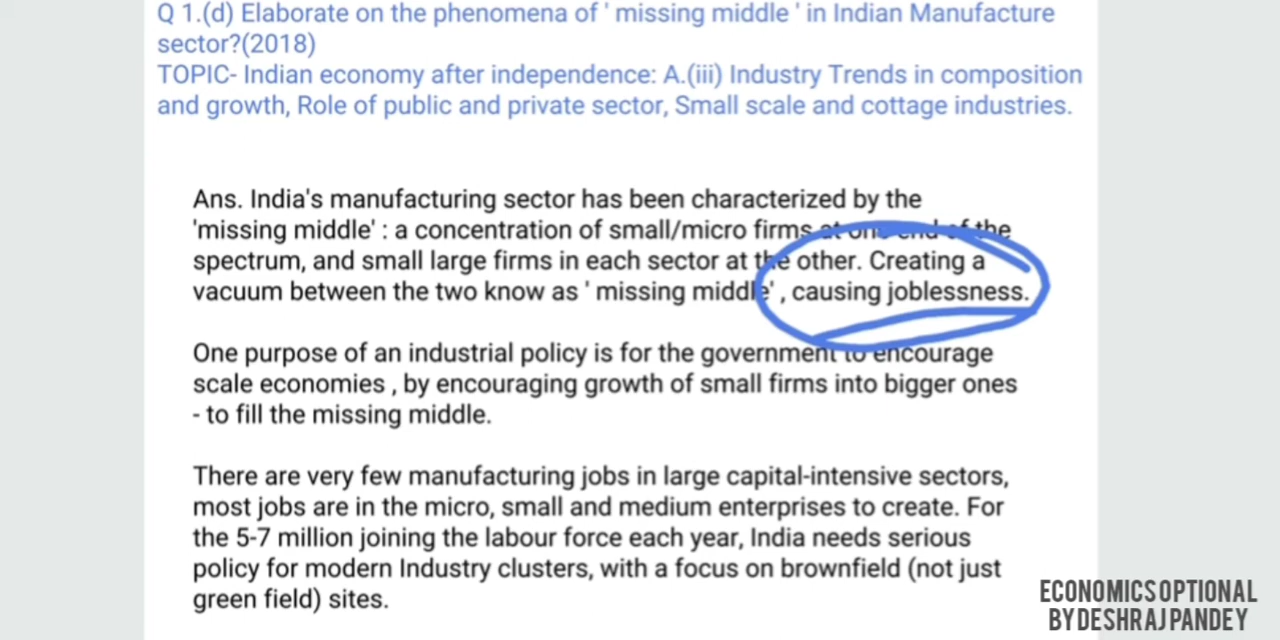 Q 1.(d) Elaborate on the phenomena of ' missing middle ' in Indian Manufacture
sector?(2018)
TOPIC- Indian economy after independence: A.(iii) Industry Trends in composition
and growth, Role of public and private sector, Small scale and cottage industries.
Ans. India's manufacturing sector has been characterized by the
'missing middle' : a concentration of small/micro firms at one end of the
spectrum, and small large firms in each sector at the other. Creating a
vacuum between the two know as ' missing middle' , causing joblessness.
One purpose of an industrial policy is for the government to encourage
scale economies , by encouraging growth of small firms into bigger ones
- to fill the missing middle.
There are very few manufacturing jobs in large capital-intensive sectors,
most jobs are in the micro, small and medium enterprises to create. For
the 5-7 million joining the labour force each year, India needs serious
policy for modern Industry clusters, with a focus on brownfield (not just
green field) sites.
ECONOMICS OPTIONAL
BY DESHRAJ PANDEY